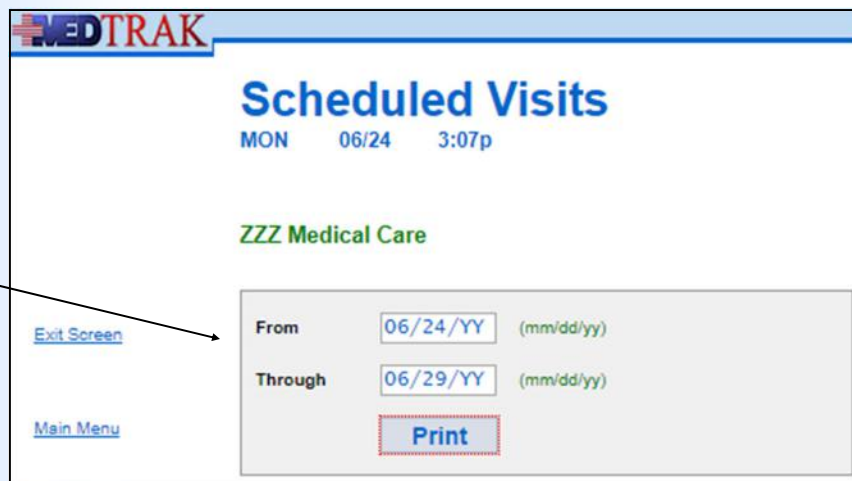 MEDTRAK
Scheduled Visits
MON 06/24 3:07p
ZZZ Medical Care
Exit Screen
From 06/24/YY (mm/dd/yy)
Through 06/29/YY (mm/dd/yy)
Main Menu
Print